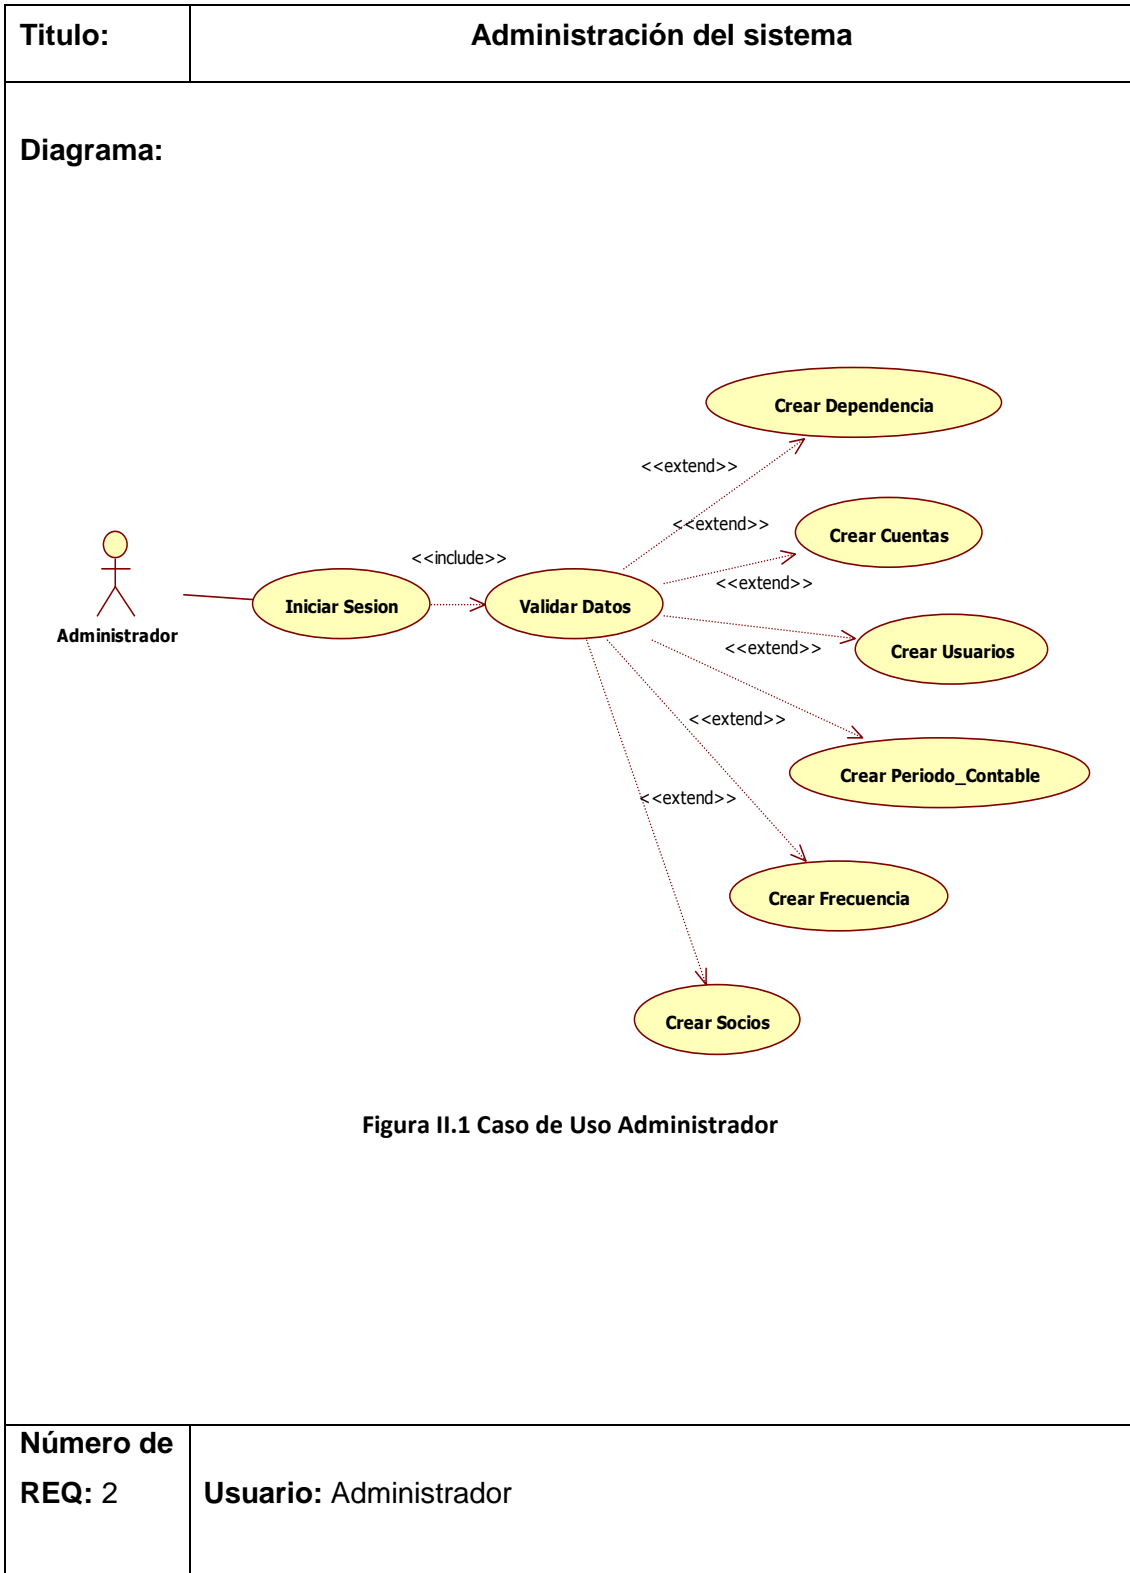 Titulo:
Administración del sistema
Diagrama:
Crear Dependencia
<<extend>>
<<extend>>
Crear Cuentas
<<include>>
<<extend>>
Iniciar Sesion
Validar Datos
Administrador
<<extend>>
Crear Usuarios
<<extend>>
Crear Periodo_Contable
<<extend>>
Crear Frecuencia
Crear Socios
Figura II.1 Caso de Uso Administrador
Número de
REQ: 2
Usuario: Administrador